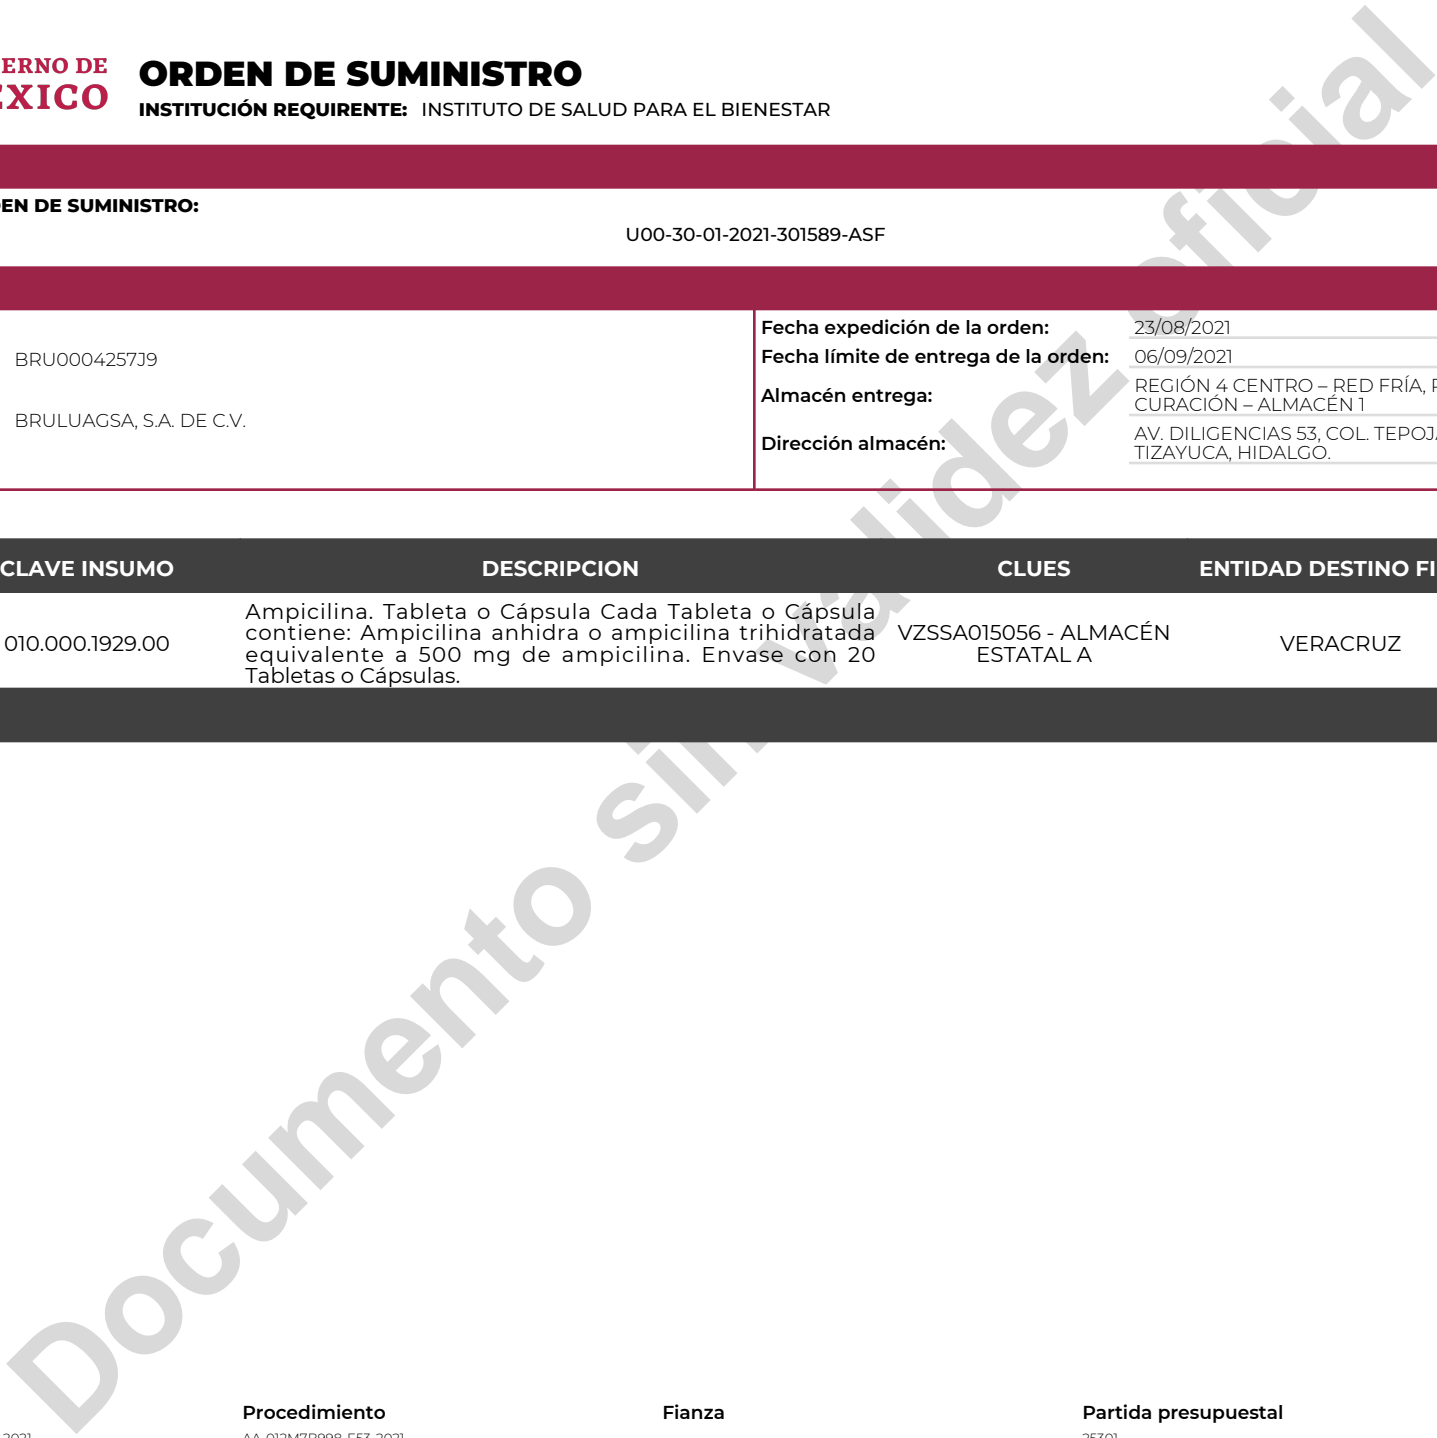 ORDEN DE SUMINISTRO
INSTITUCIÓN REQUIRENTE: INSTITUTO DE SALUD PARA EL BIENESTAR
ERNO DE
XICO
EN DE SUMINISTRO:
U00-30-01-2021-301589-ASF
BRU0004257J9
BRULUAGSA, S.A. DE C.V.
Fecha expedición de la orden: 23/08/2021
Fecha límite de entrega de la orden: 06/09/2021
Almacén entrega: REGIÓN 4 CENTRO – RED FRÍA,
CURACIÓN – ALMACÉN 1
Dirección almacén: AV. DILIGENCIAS 53, COL. TEPOJ
TIZAYUCA, HIDALGO.
CLAVE INSUMO DESCRIPCION CLUES ENTIDAD DESTINO FI
010.000.1929.00
Ampicilina. Tableta o Cápsula Cada Tableta o Cápsula
contiene: Ampicilina anhidra o ampicilina trihidratada
equivalente a 500 mg de ampicilina. Envase con 20
Tabletas o Cápsulas.
VZSSA015056 - ALMACÉN
ESTATAL A
VERACRUZ
Documento sin validez oficial
Procedimiento Fianza Partida presupuestal